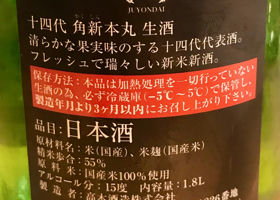 JUYONDAI
十四代 角新本丸 生酒
清らかな果実味のする十四代代表酒。
フレッシュで瑞々しい新米新酒。
保存方法：本品は加熱処理を一切行っていない
生酒の為、必ず冷蔵庫(−5℃〜5℃)で保管し、
製造年月より3ヶ月以内にお召し上がり下さい。
品目：日本酒
原材料名：米(国産)、米麹(国産米)
精米歩合：55%
原料米：国産米100%使用
アルコール分：15度 内容量：1.8L
製造者：高木酒造株式会社
番地